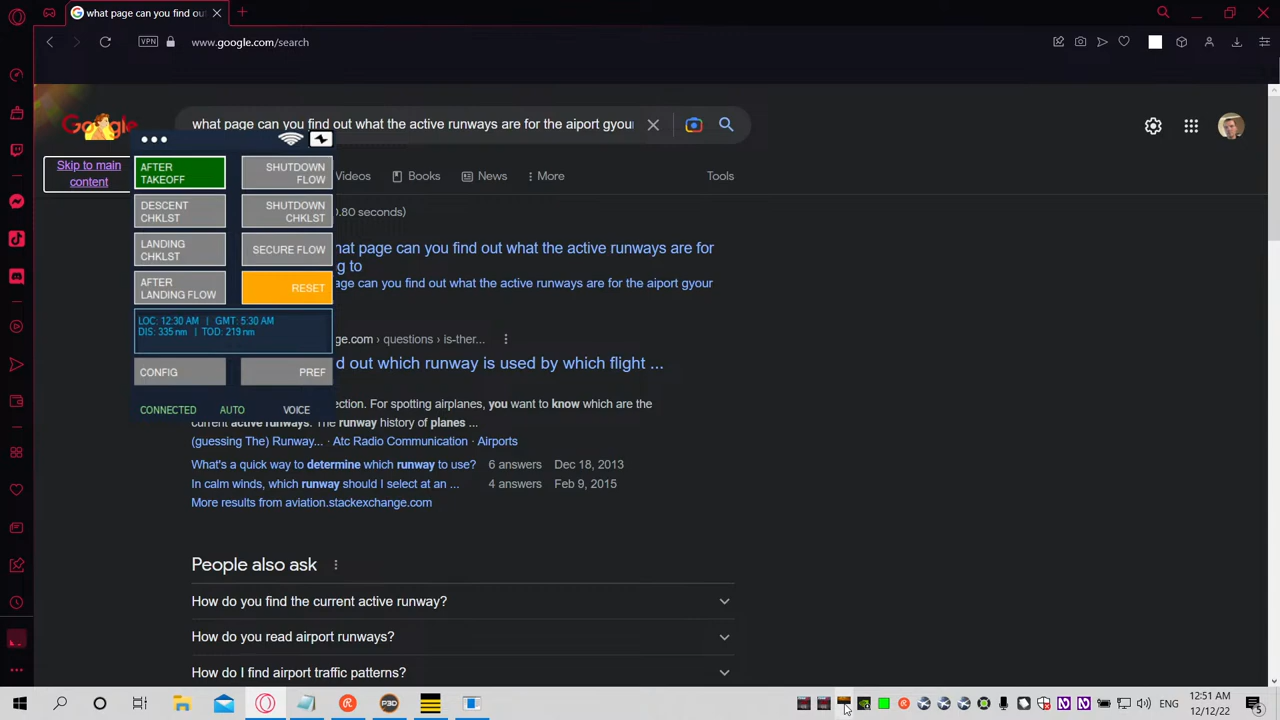 what page can you find ou
VPN
www.google.com/search
Google
what page can you find out what the active runways are for the aiport gyour
Skip to main
content
Videos
Books
News
More
Tools
0.80 seconds)
AFTER
TAKEOFF
SHUTDOWN
FLOW
DESCENT
CHKLST
SHUTDOWN
CHKLST
LANDING
CHKLST
SECURE FLOW
AFTER
LANDING FLOW
RESET
LOC: 12:30 AM | GMT: 5:30 AM
DIS: 335 nm | TOD: 219 nm
CONFIG
PREF
CONNECTED
AUTO
VOICE
hat page can you find out what the active runways are for
g to
age can you find out what the active runways are for the aiport gyour
ge.com › questions › is-ther...
d out which runway is used by which flight ...
ection. For spotting airplanes, you want to know which are the
current active runways. The runway history of planes ...
(guessing The) Runway... · Atc Radio Communication · Airports
What's a quick way to determine which runway to use? 6 answers Dec 18, 2013
In calm winds, which runway should I select at an ... 4 answers Feb 9, 2015
More results from aviation.stackexchange.com
People also ask
How do you find the current active runway?
How do you read airport runways?
How do I find airport traffic patterns?
P3D
ENG
12:51 AM
12/12/22
5